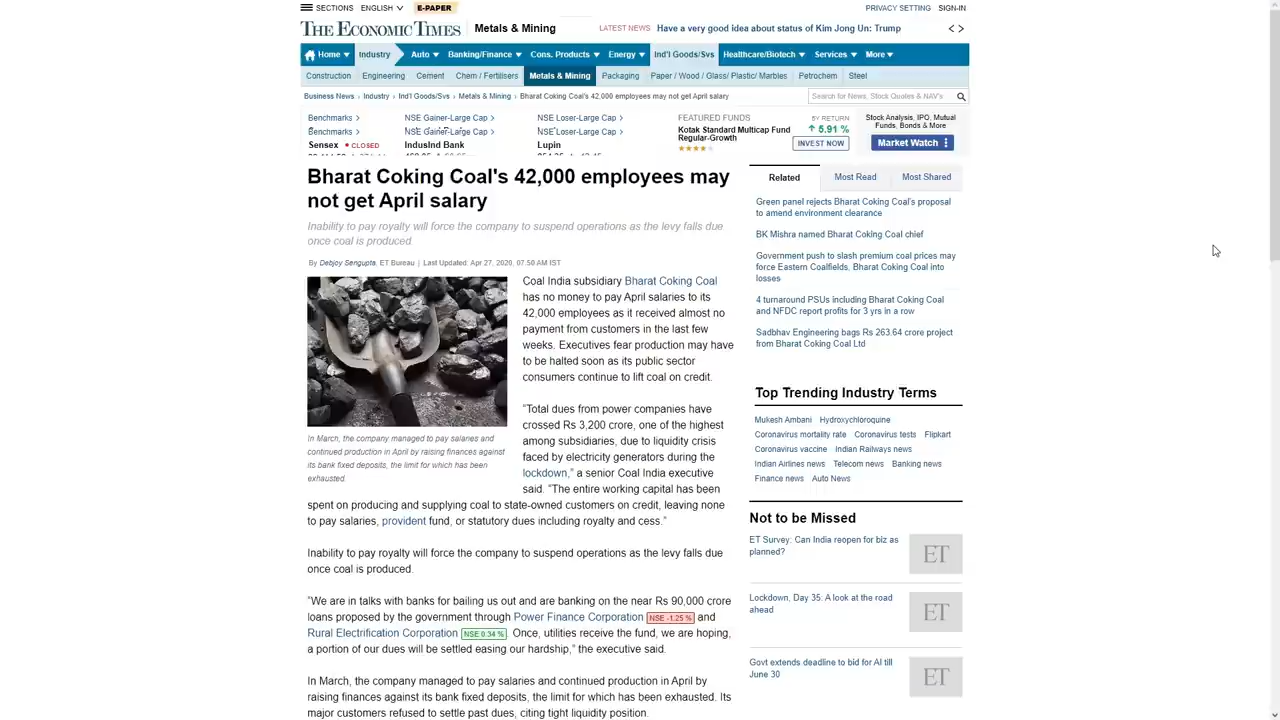 SECTIONS ENGLISH E-PAPER PRIVACY SETTING SIGN-IN
THE ECONOMIC TIMES Metals & Mining LATEST NEWS Have a very good idea about status of Kim Jong Un: Trump
Home Industry Auto Banking/Finance Cons. Products Energy Ind'l Goods/Svs Healthcare/Biotech Services More
Construction Engineering Cement Chem / Fertilisers Metals & Mining Packaging Paper / Wood / Glass/ Plastic/ Marbles Petrochem Steel
Business News › Industry › Ind'l Goods/Svs › Metals & Mining › Bharat Coking Coal's 42,000 employees may not get April salary
Search for News, Stock Quotes & NAV's
Benchmarks › NSE Gainer-Large Cap › NSE Loser-Large Cap ›
Benchmarks › NSE Gainer-Large Cap › NSE Loser-Large Cap ›
Sensex • CLOSED IndusInd Bank Lupin
FEATURED FUNDS BY RETURN
Kotak Standard Multicap Fund 5.91 %
Regular-Growth
INVEST NOW
Stock Analysis, IPO, Mutual
Funds, Bonds & More
Market Watch
Bharat Coking Coal's 42,000 employees may
not get April salary
Inability to pay royalty will force the company to suspend operations as the levy falls due
once coal is produced.
By Debjoy Sengupta, ET Bureau | Last Updated: Apr 27, 2020, 07.50 AM IST
Coal India subsidiary Bharat Coking Coal
has no money to pay April salaries to its
42,000 employees as it received almost no
payment from customers in the last few
weeks. Executives fear production may have
to be halted soon as its public sector
consumers continue to lift coal on credit.
"Total dues from power companies have
crossed Rs 3,200 crore, one of the highest
among subsidiaries, due to liquidity crisis
faced by electricity generators during the
lockdown," a senior Coal India executive
said. "The entire working capital has been
spent on producing and supplying coal to state-owned customers on credit, leaving none
to pay salaries, provident fund, or statutory dues including royalty and cess."
In March, the company managed to pay salaries and
continued production in April by raising finances against
its bank fixed deposits, the limit for which has been
exhausted.
Inability to pay royalty will force the company to suspend operations as the levy falls due
once coal is produced.
"We are in talks with banks for bailing us out and are banking on the near Rs 90,000 crore
loans proposed by the government through Power Finance Corporation NSE -1.25 % and
Rural Electrification Corporation NSE 0.34 % Once, utilities receive the fund, we are hoping,
a portion of our dues will be settled easing our hardship," the executive said.
In March, the company managed to pay salaries and continued production in April by
raising finances against its bank fixed deposits, the limit for which has been exhausted. Its
major customers refused to settle past dues, citing tight liquidity position.
Related Most Read Most Shared
Green panel rejects Bharat Coking Coal's proposal
to amend environment clearance
BK Mishra named Bharat Coking Coal chief
Government push to slash premium coal prices may
force Eastern Coalfields, Bharat Coking Coal into
losses
4 turnaround PSUs including Bharat Coking Coal
and NFDC report profits for 3 yrs in a row
Sadbhav Engineering bags Rs 263.64 crore project
from Bharat Coking Coal Ltd
Top Trending Industry Terms
Mukesh Ambani Hydroxychloroquine
Coronavirus mortality rate Coronavirus tests Flipkart
Coronavirus vaccine Indian Railways news
Indian Airlines news Telecom news Banking news
Finance news Auto News
Not to be Missed
ET Survey: Can India reopen for biz as
planned?
ET
Lockdown, Day 35: A look at the road
ahead
ET
Govt extends deadline to bid for AI till
June 30
ET